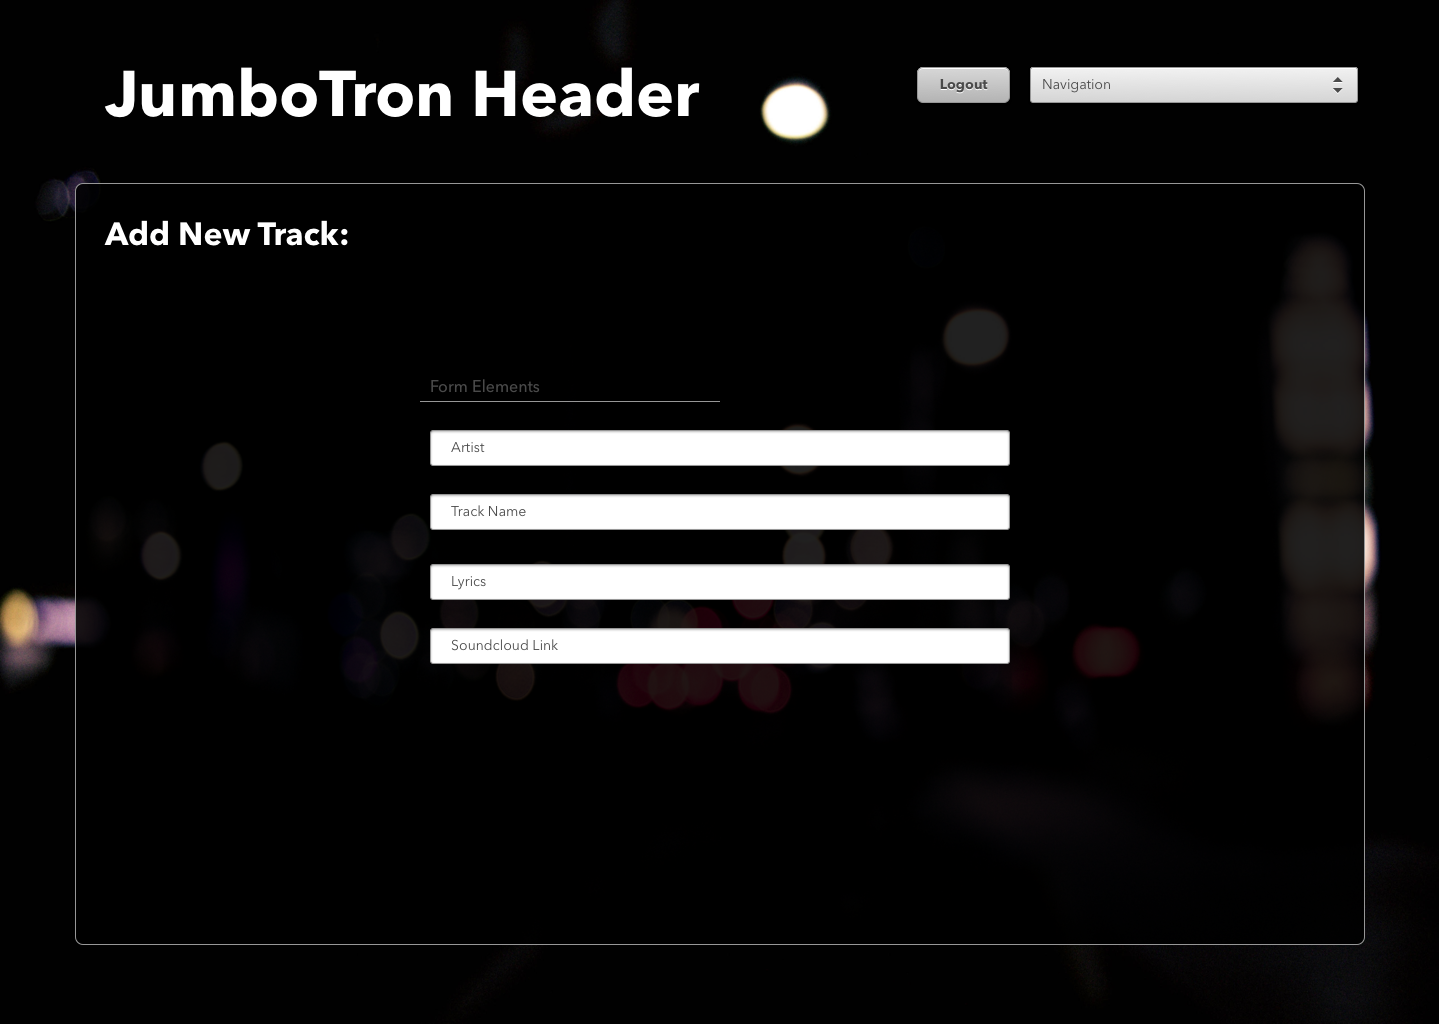 JumboTron Header
Logout
Navigation
Add New Track:
Form Elements
Artist
Track Name
Lyrics
Soundcloud Link